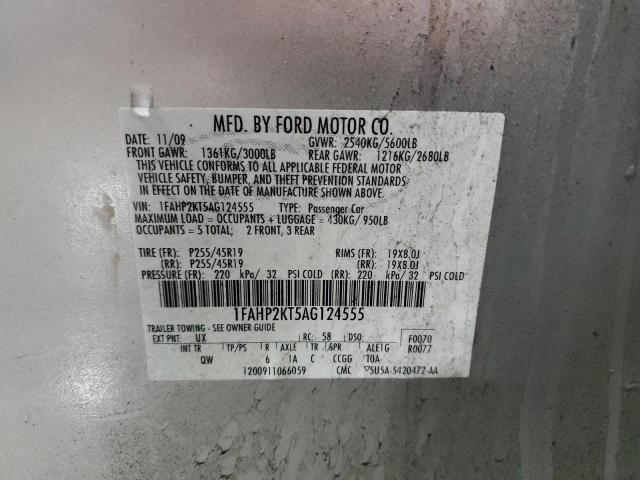 MFD. BY FORD MOTOR CO.
DATE: 11/09 GVWR: 2540KG/5600LB
FRONT GAWR: 1361KG/3000LB REAR GAWR: 1216KG/2680LB
THIS VEHICLE CONFORMS TO ALL APPLICABLE FEDERAL MOTOR
VEHICLE SAFETY, BUMPER, AND THEFT PREVENTION STANDARDS
IN EFFECT ON THE DATE OF MANUFACTURE SHOWN ABOVE.
VIN: 1FAHP2KT5AG124555 TYPE: Passenger Car
MAXIMUM LOAD = OCCUPANTS + LUGGAGE = 430KG/ 950LB
OCCUPANTS = 5 TOTAL; 2 FRONT, 3 REAR
TIRE (FR): P255/45R19 RIMS (FR): 19X8.0J
(RR): P255/45R19 (RR): 19X8.0J
PRESSURE (FR): 220 kPa/ 32 PSI COLD (RR): 220 kPa/ 32 PSI COLD
1FAHP2KT5AG124555
TRAILER TOWING - SEE OWNER GUIDE
EXT PNT: UX RC: 58 DSO: F0070
INT TR TP/PS R AXLE TR SPR ALE1G R0077
QW 6 1A C CCGG T0A
1200911066059 CMC 5U5A-5420472-AA